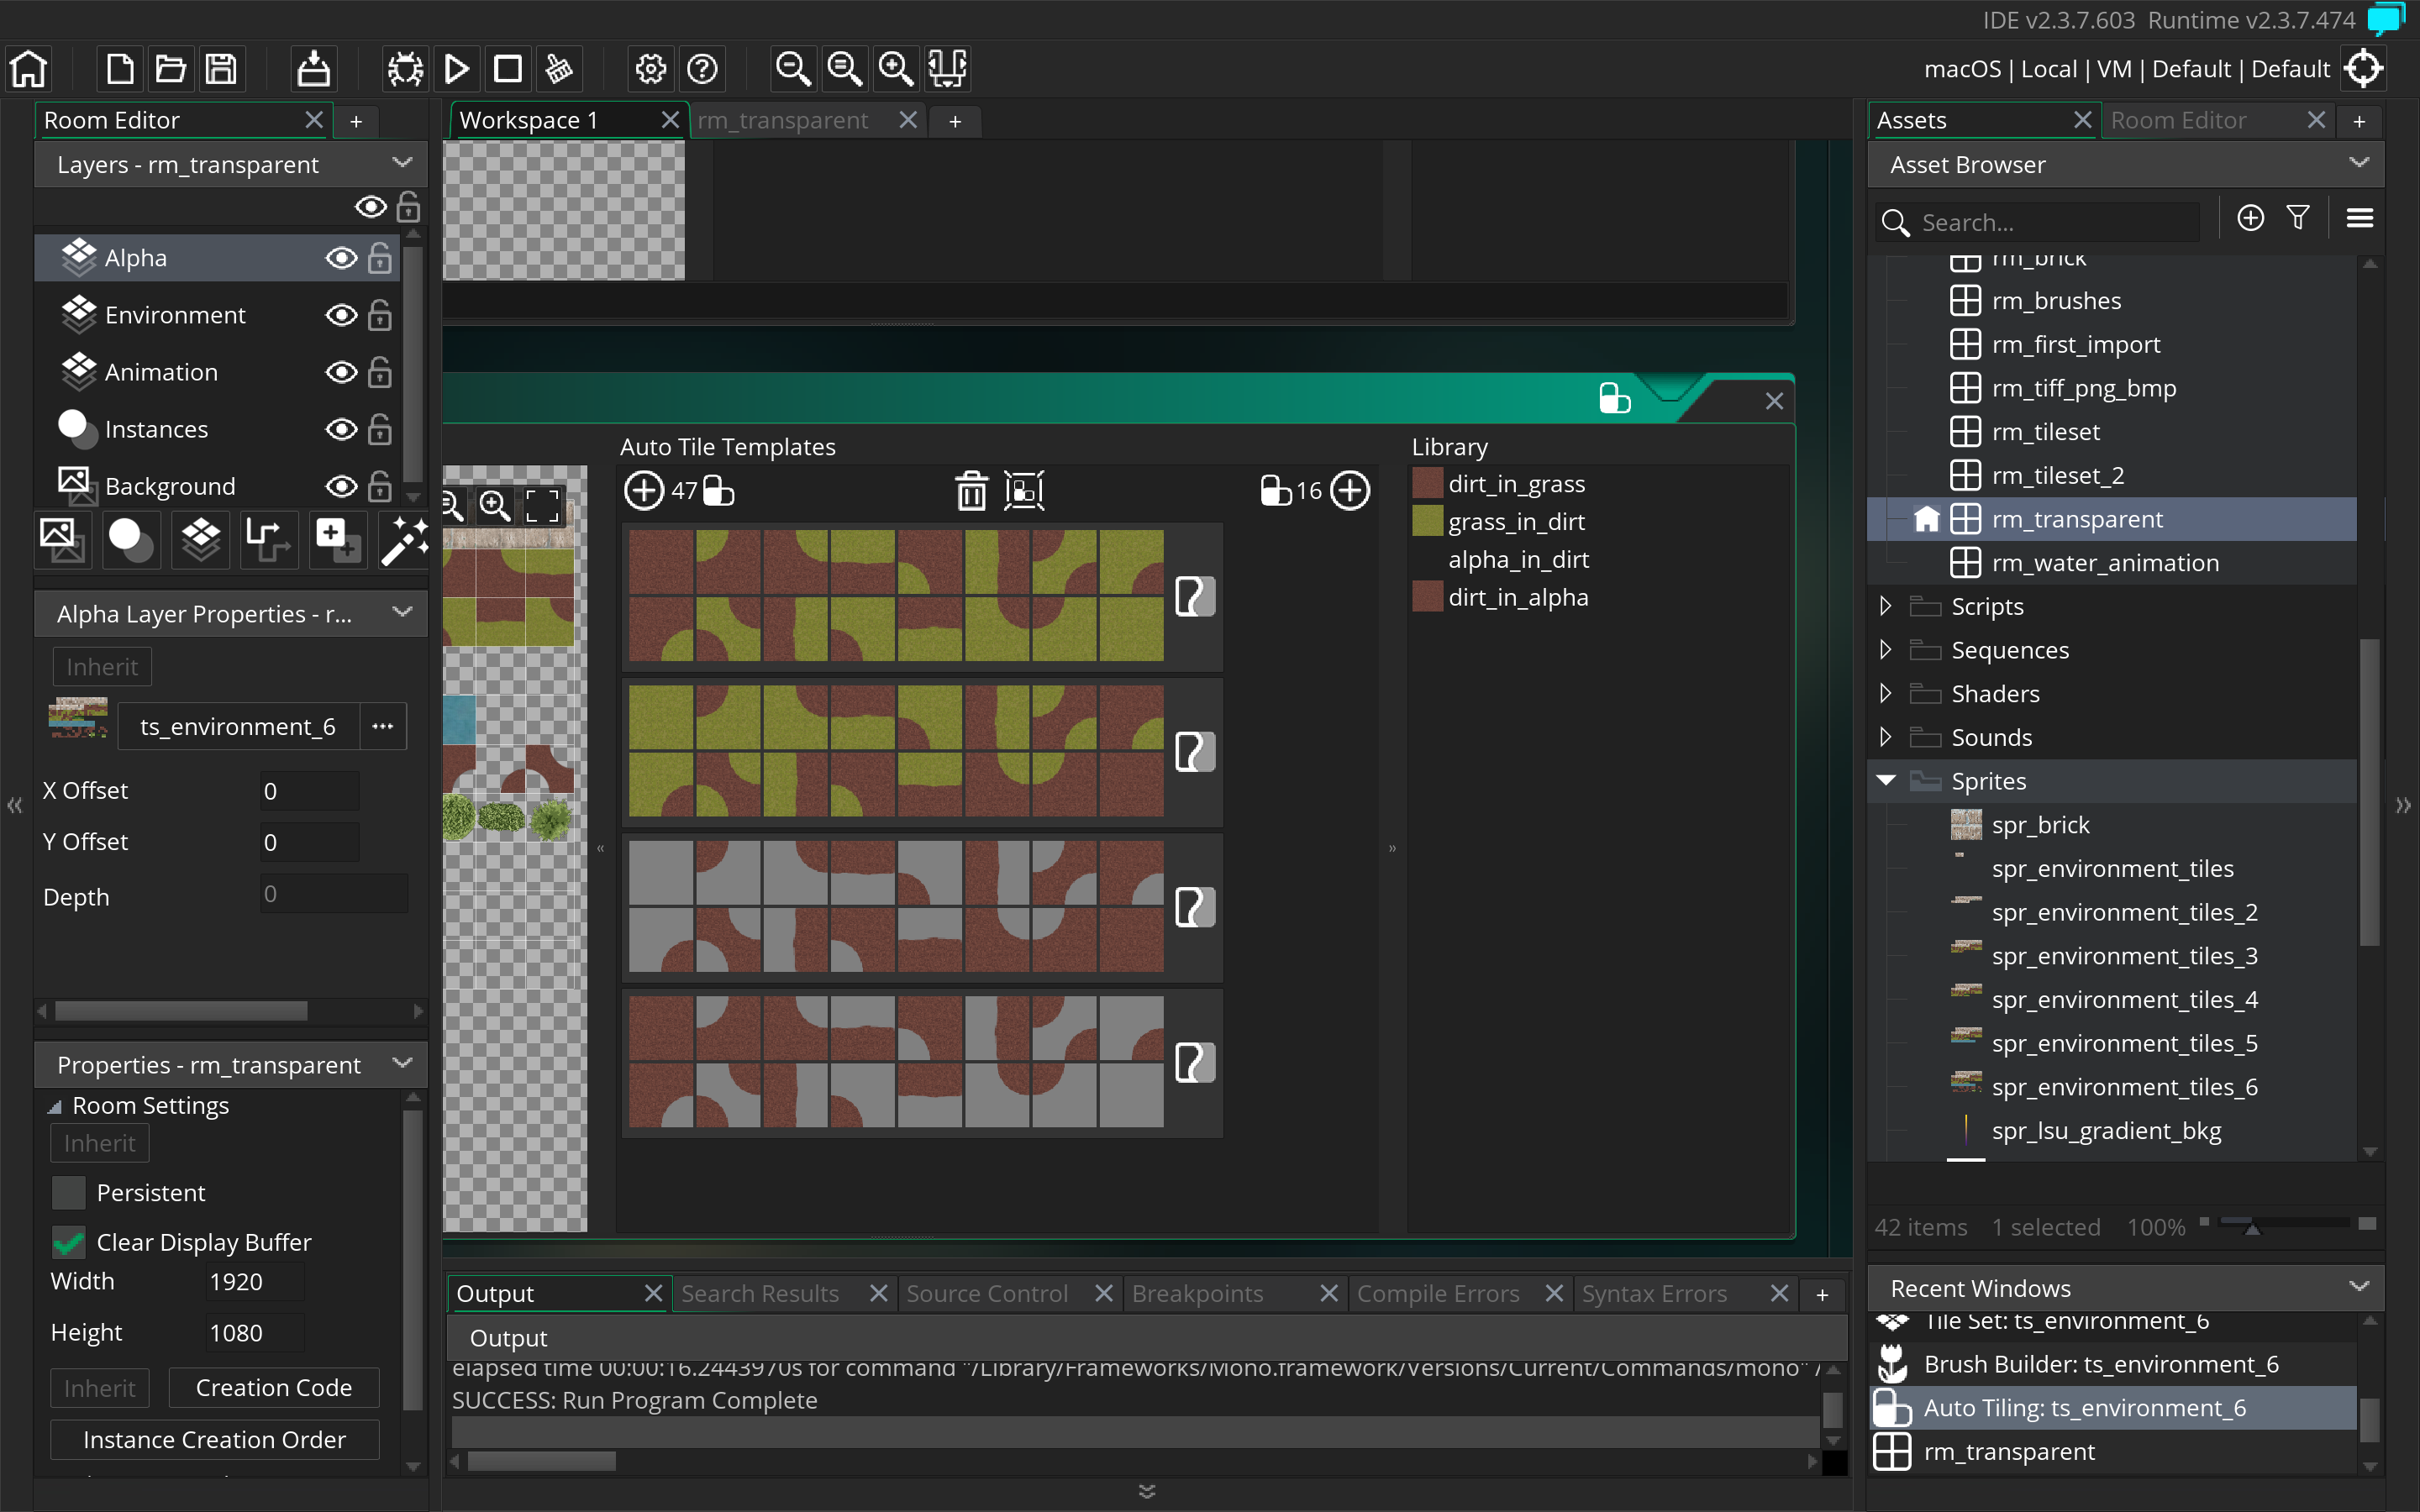 IDE v2.3.7.603 Runtime v2.3.7.474
macOS | Local | VM | Default | Default
Room Editor
Workspace 1
rm_transparent
Assets
Room Editor
Layers - rm_transparent
Alpha
Environment
Animation
Instances
Background
Alpha Layer Properties - r...
Inherit
ts_environment_6
X Offset
0
Y Offset
0
Depth
0
Properties - rm_transparent
Room Settings
Inherit
Persistent
Clear Display Buffer
Width
1920
Height
1080
Inherit
Creation Code
Instance Creation Order
Auto Tile Templates
47
16
Library
dirt_in_grass
grass_in_dirt
alpha_in_dirt
dirt_in_alpha
Output
Search Results
Source Control
Breakpoints
Compile Errors
Syntax Errors
Output
elapsed time 00:00:16.2443970s for command "/Library/Frameworks/Mono.framework/Versions/Current/Commands/mono" /
SUCCESS: Run Program Complete
Asset Browser
Search...
rm_brick
rm_brushes
rm_first_import
rm_tiff_png_bmp
rm_tileset
rm_tileset_2
rm_transparent
rm_water_animation
Scripts
Sequences
Shaders
Sounds
Sprites
spr_brick
spr_environment_tiles
spr_environment_tiles_2
spr_environment_tiles_3
spr_environment_tiles_4
spr_environment_tiles_5
spr_environment_tiles_6
spr_lsu_gradient_bkg
42 items 1 selected 100%
Recent Windows
Tile Set: ts_environment_6
Brush Builder: ts_environment_6
Auto Tiling: ts_environment_6
rm_transparent